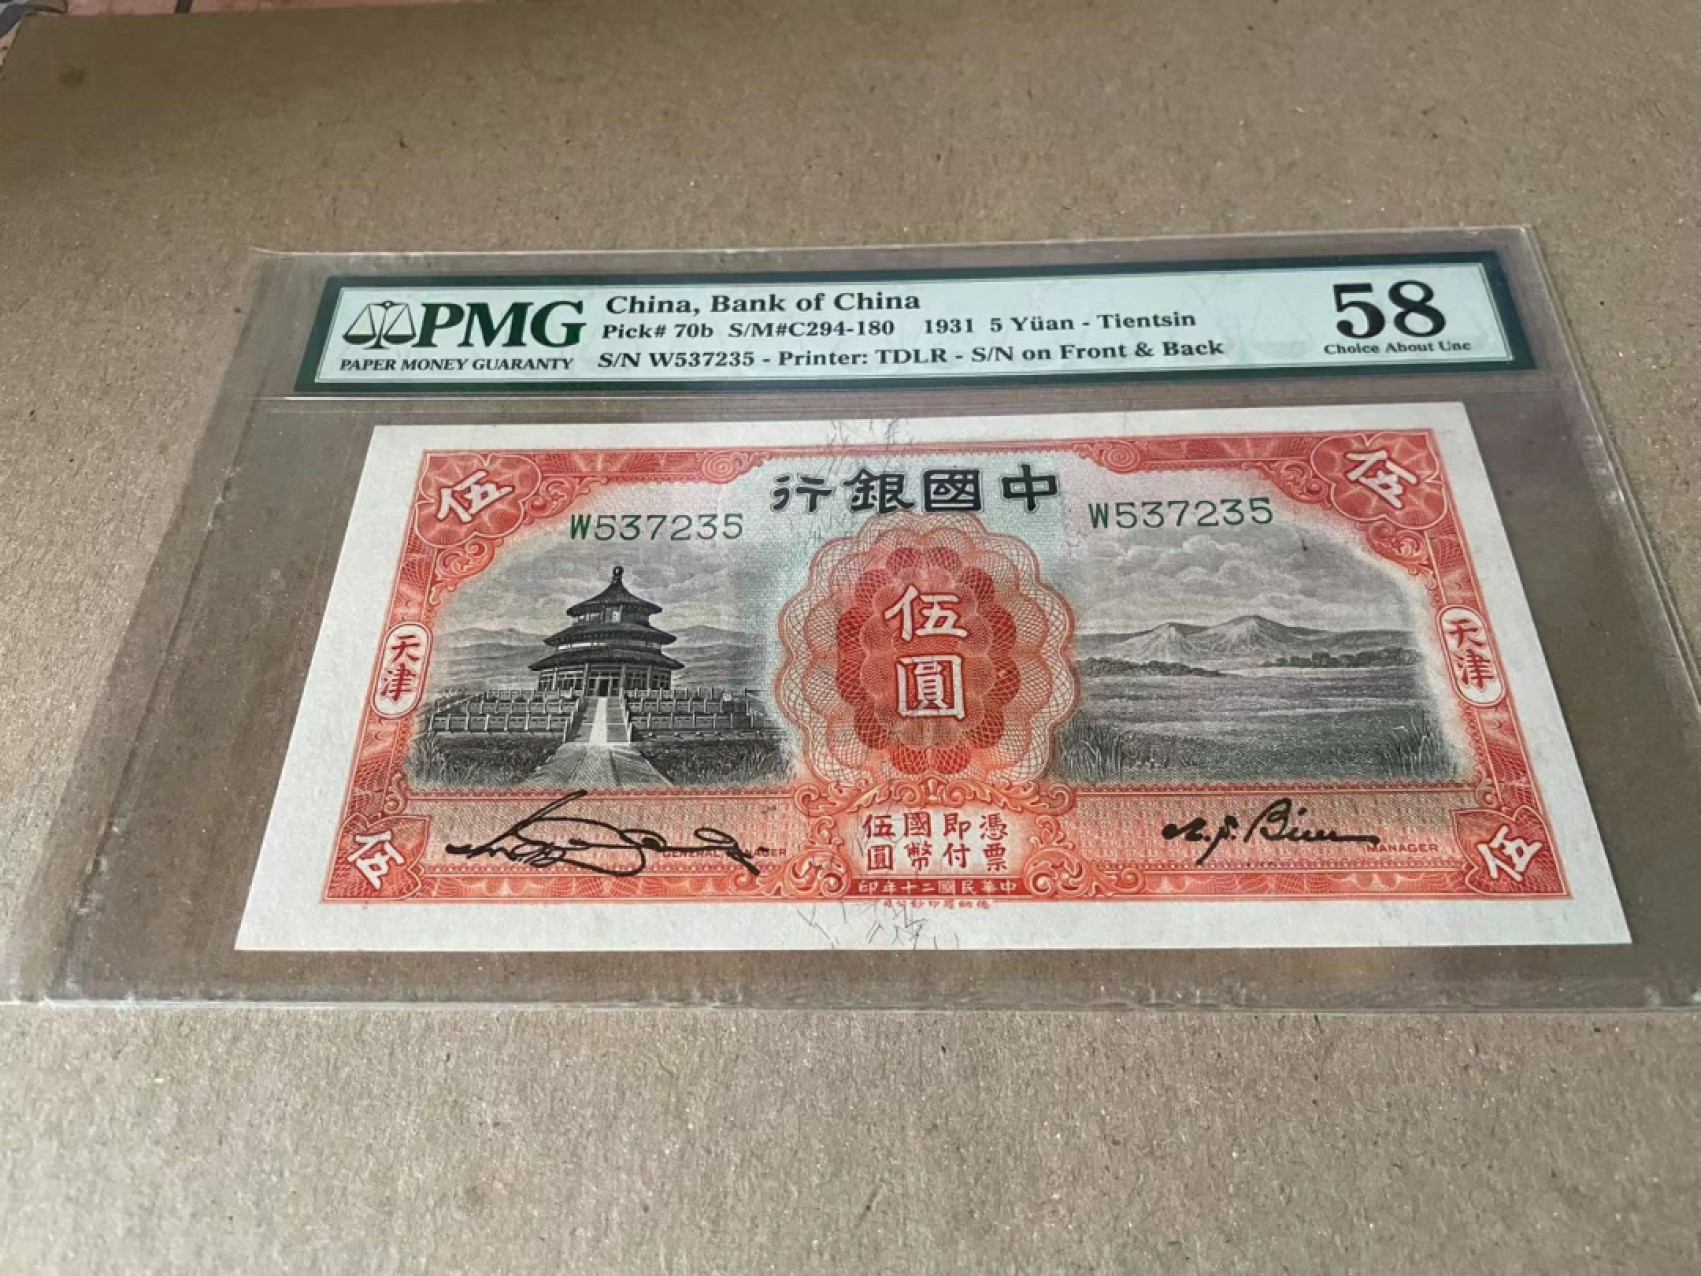 PMG
PAPER MONEY GUARANTY
China, Bank of China
Pick# 70b S/M#C294-180 1931 5 Yüan - Tientsin
S/N W537235 - Printer: TDLR - S/N on Front & Back
58
Choice About Unc
伍
行銀國中
伍
W537235
W537235
伍圓
天津
天津
憑票
即付
國幣
伍圓
GENERAL MANAGER
MANAGER
伍
印年十二國民華中
伍